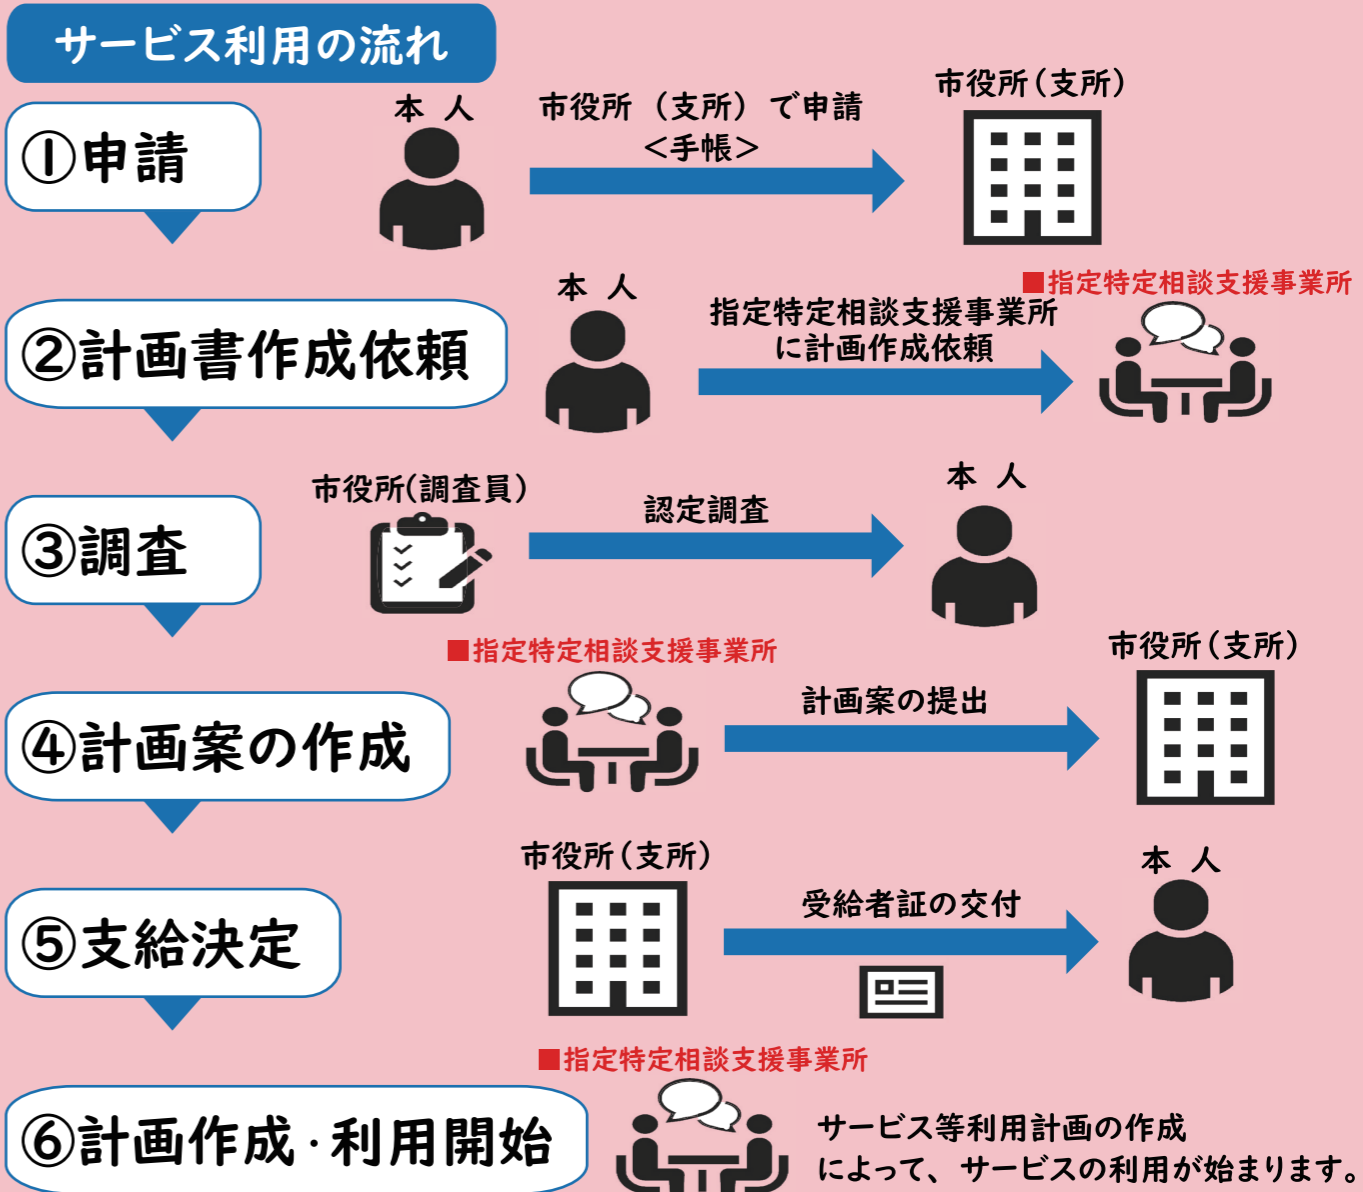 サービス利用の流れ
①申請
本 人
市役所（支所）で申請
＜手帳＞
市役所（支所）
②計画書作成依頼
本 人
指定特定相談支援事業所
に計画作成依頼
■指定特定相談支援事業所
③調査
市役所(調査員)
認定調査
本 人
④計画案の作成
■指定特定相談支援事業所
計画案の提出
市役所（支所）
⑤支給決定
市役所（支所）
受給者証の交付
本 人
⑥計画作成・利用開始
■指定特定相談支援事業所
サービス等利用計画の作成
によって、サービスの利用が始まります。